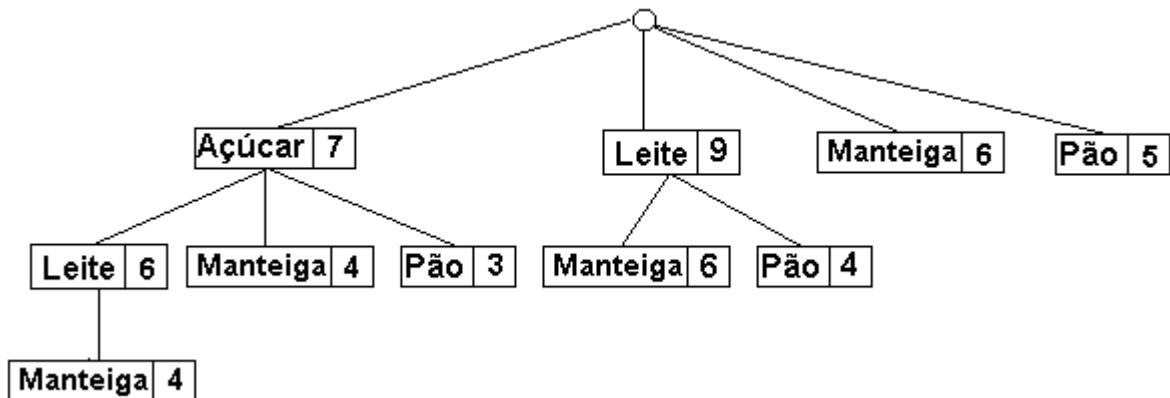 Açúcar 7
Leite 9
Manteiga 6
Pão 5
Leite 6
Manteiga 4
Pão 3
Manteiga 6
Pão 4
Manteiga 4